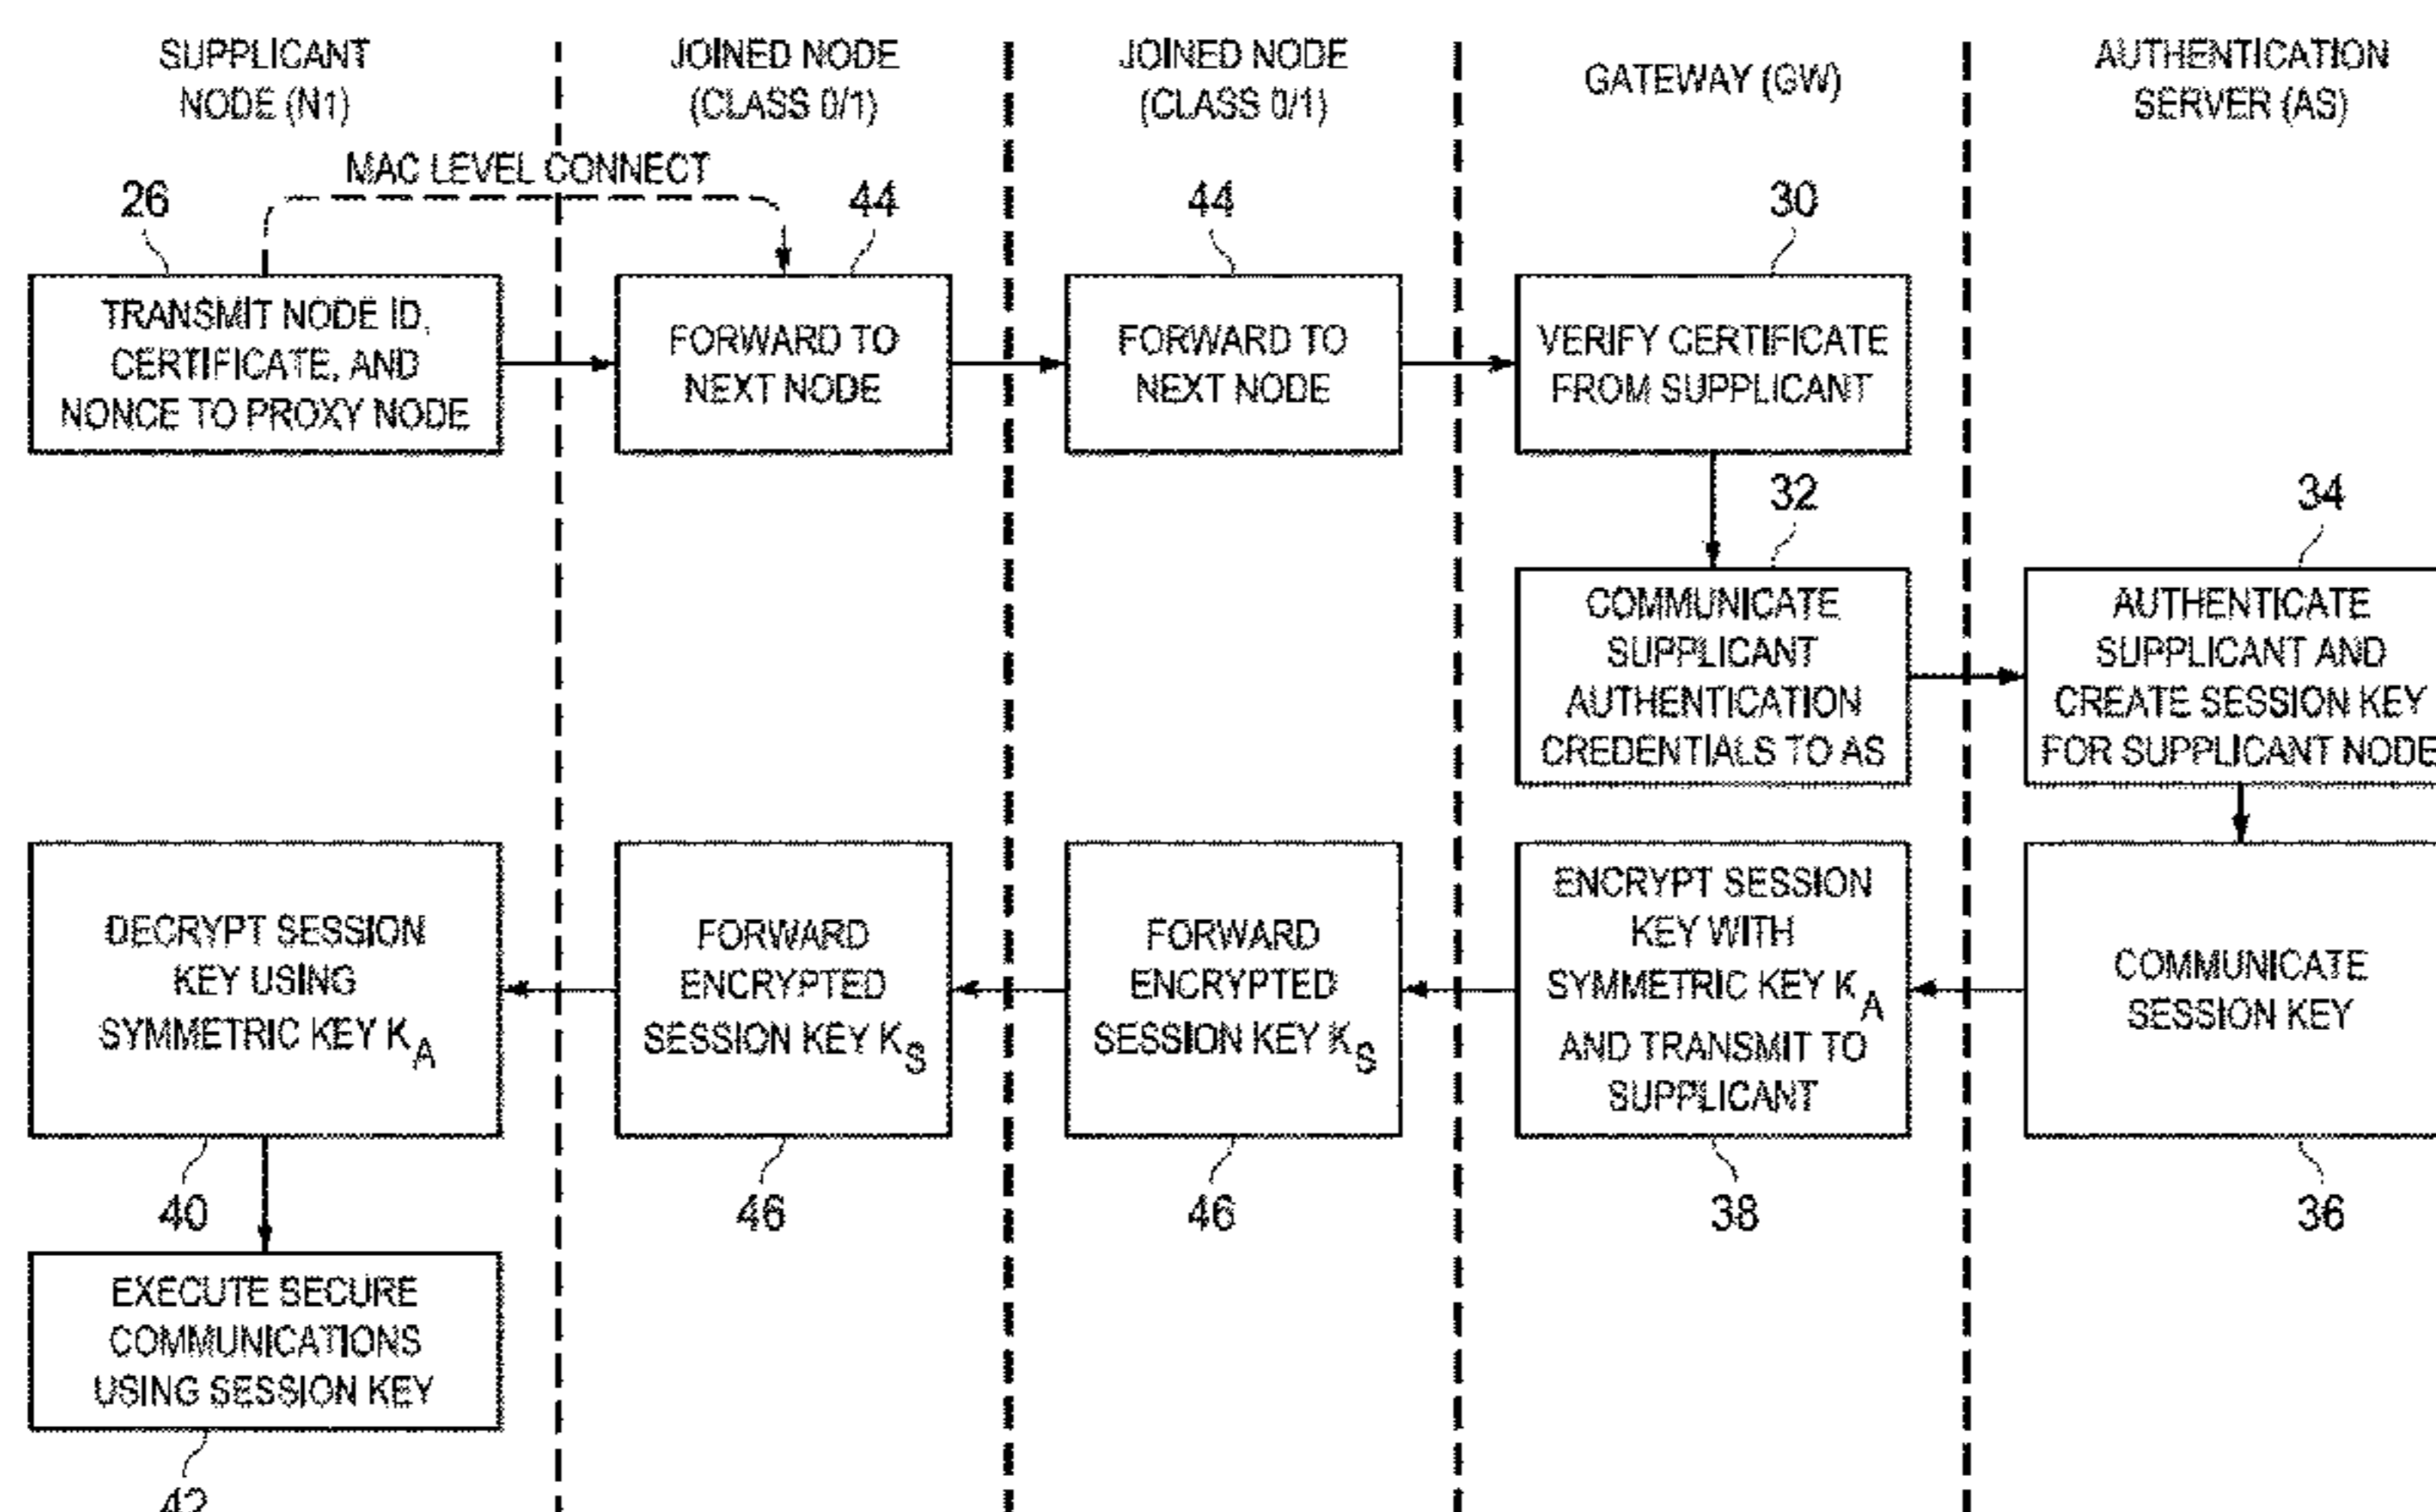 SUPPLICANT
NODE (N1)
JOINED NODE
(CLASS 0/1)
JOINED NODE
(CLASS 0/1)
GATEWAY (GW)
AUTHENTICATION
SERVER (AS)
MAC LEVEL CONNECT
26
44
44
30
TRANSMIT NODE ID,
CERTIFICATE, AND
NONCE TO PROXY NODE
FORWARD TO
NEXT NODE
FORWARD TO
NEXT NODE
VERIFY CERTIFICATE
FROM SUPPLICANT
32
34
COMMUNICATE
SUPPLICANT
AUTHENTICATION
CREDENTIALS TO AS
AUTHENTICATE
SUPPLICANT AND
CREATE SESSION KEY
FOR SUPPLICANT NODE
DECRYPT SESSION
KEY USING
SYMMETRIC KEY KA
FORWARD
ENCRYPTED
SESSION KEY KS
FORWARD
ENCRYPTED
SESSION KEY KS
ENCRYPT SESSION
KEY WITH
SYMMETRIC KEY KA
AND TRANSMIT TO
SUPPLICANT
COMMUNICATE
SESSION KEY
40
46
46
38
36
EXECUTE SECURE
COMMUNICATIONS
USING SESSION KEY
42